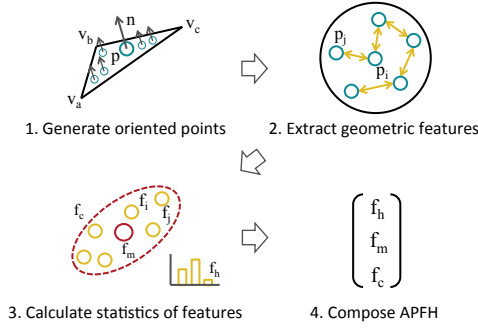 n
v_c
v_b
p
v_a
p_j
p_i
1. Generate oriented points
2. Extract geometric features
f_c
f_i
f_j
f_m
f_h
f_h
f_m
f_c
3. Calculate statistics of features
4. Compose APFH